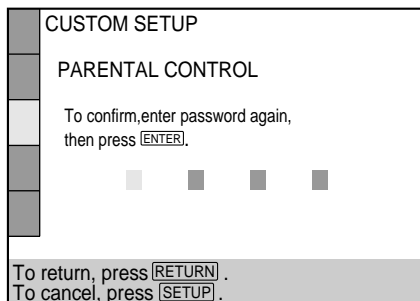 CUSTOM SETUP
PARENTAL CONTROL
To confirm,enter password again,
then press ENTER.
To return, press RETURN .
To cancel, press SETUP .